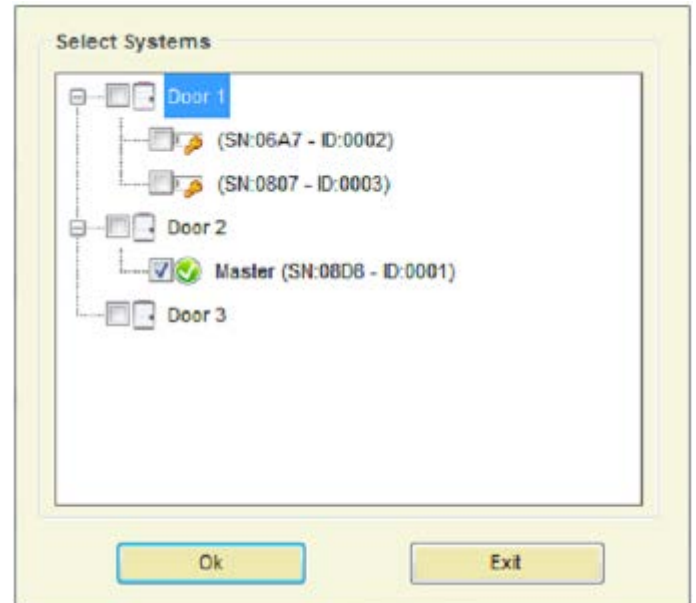 Select Systems
Door 1
(SN:06A7 - ID:0002)
(SN:0807 - ID:0003)
Door 2
Master (SN:08D8 - ID:0001)
Door 3
Ok Exit